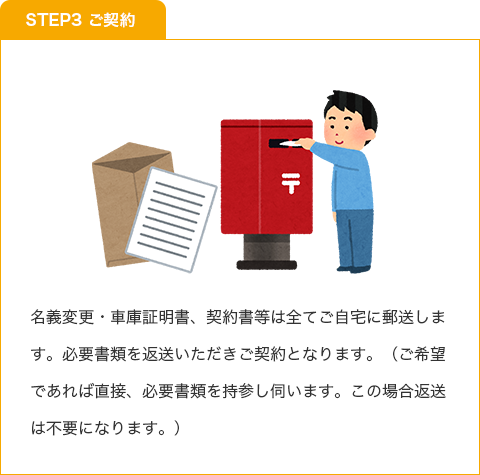 STEP3 ご契約
名義変更・車庫証明書、契約書等は全てご自宅に郵送しま
す。必要書類を返送いただきご契約となります。（ご希望
であれば直接、必要書類を持参し伺います。この場合返送
は不要になります。）